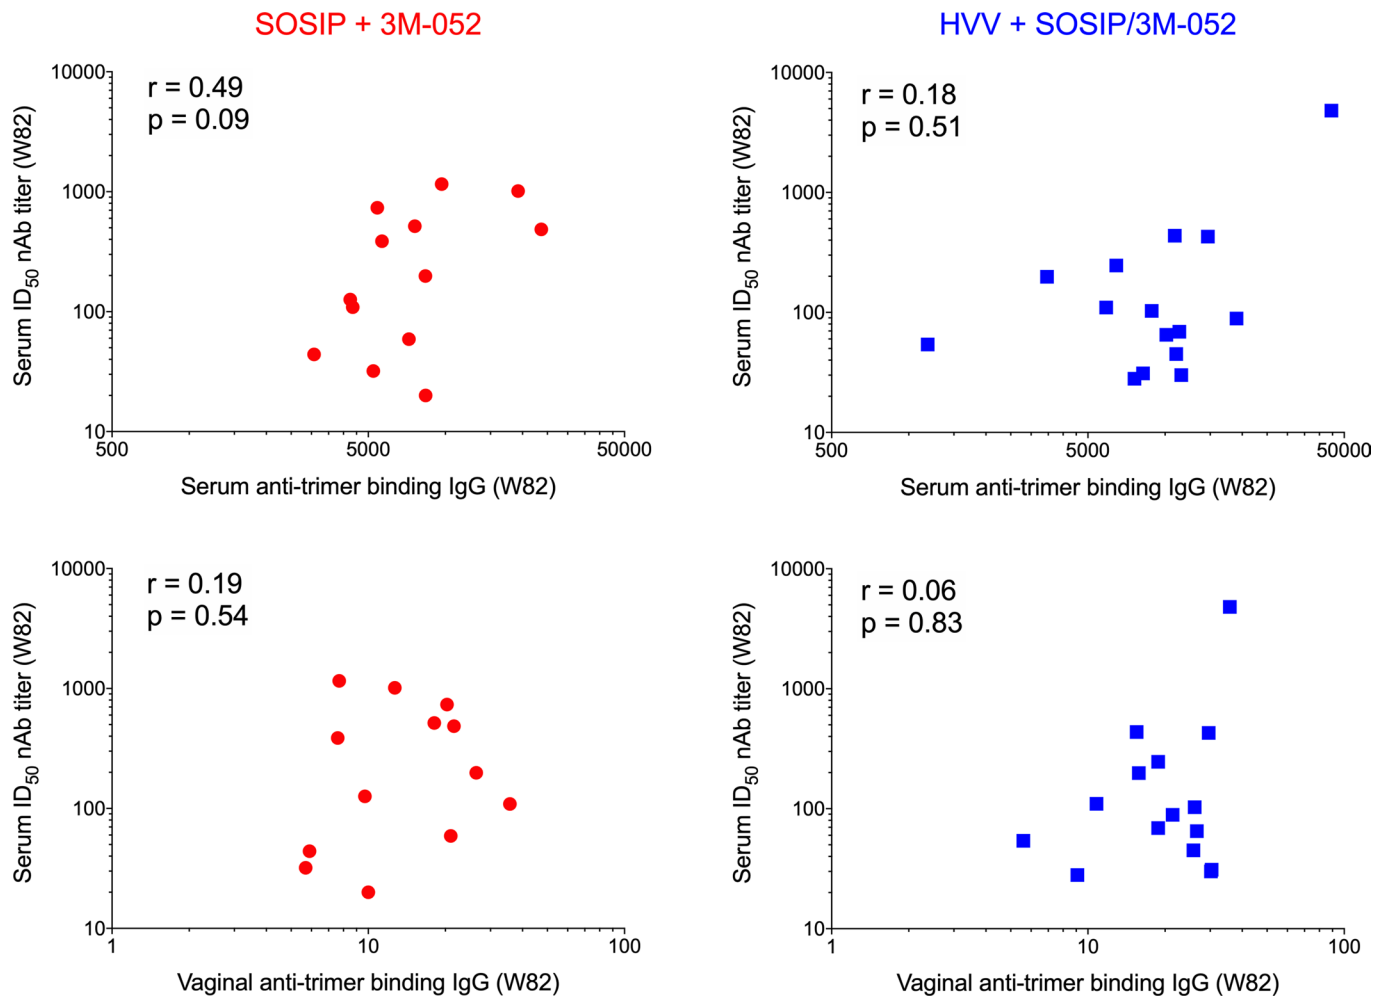 SOSIP + 3M-052
HVV + SOSIP/3M-052
r = 0.49
p = 0.09
10000
1000
100
10
500
5000
50000
Serum ID50 nAb titer (W82)
Serum anti-trimer binding IgG (W82)
r = 0.18
p = 0.51
10000
1000
100
10
500
5000
50000
Serum ID50 nAb titer (W82)
Serum anti-trimer binding IgG (W82)
r = 0.19
p = 0.54
10000
1000
100
10
1
10
100
Serum ID50 nAb titer (W82)
Vaginal anti-trimer binding IgG (W82)
r = 0.06
p = 0.83
10000
1000
100
10
1
10
100
Serum ID50 nAb titer (W82)
Vaginal anti-trimer binding IgG (W82)